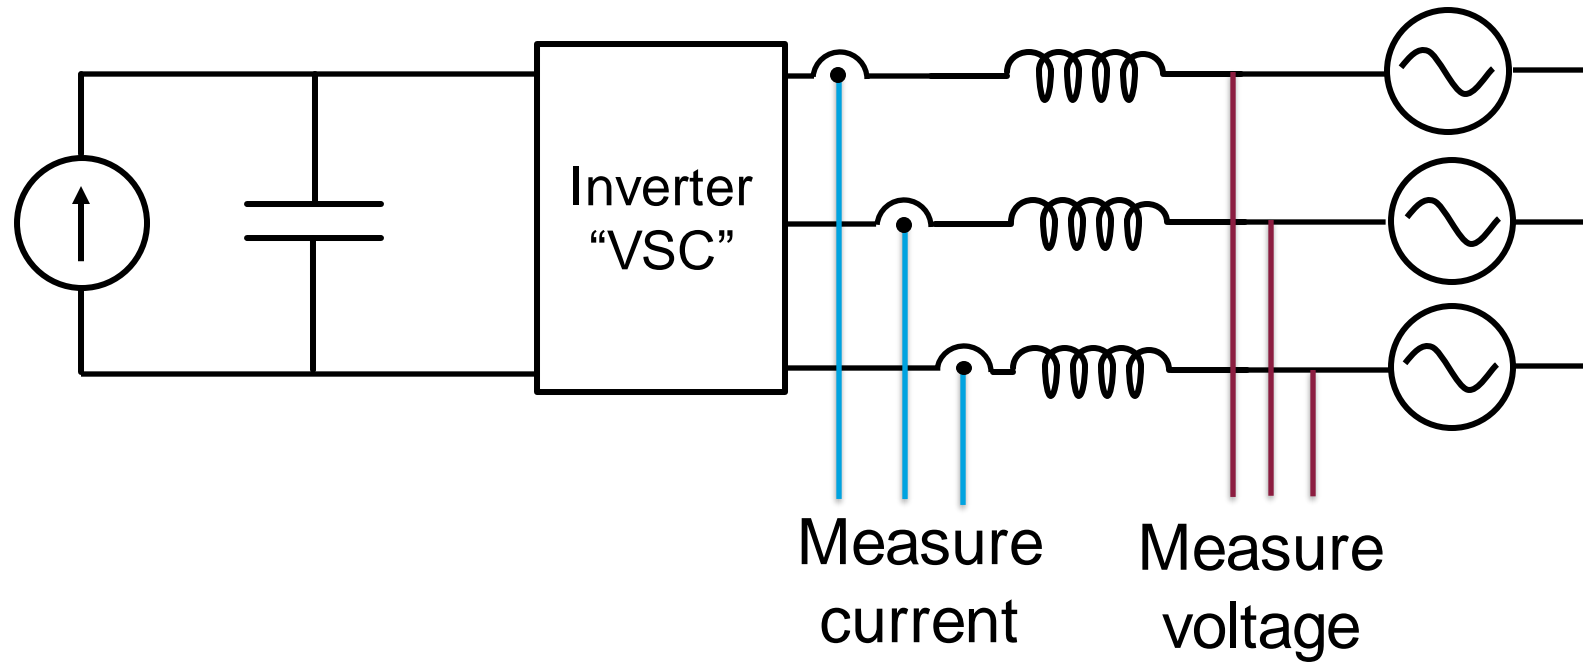 Inverter
“VSC”
Measure
current
Measure
voltage